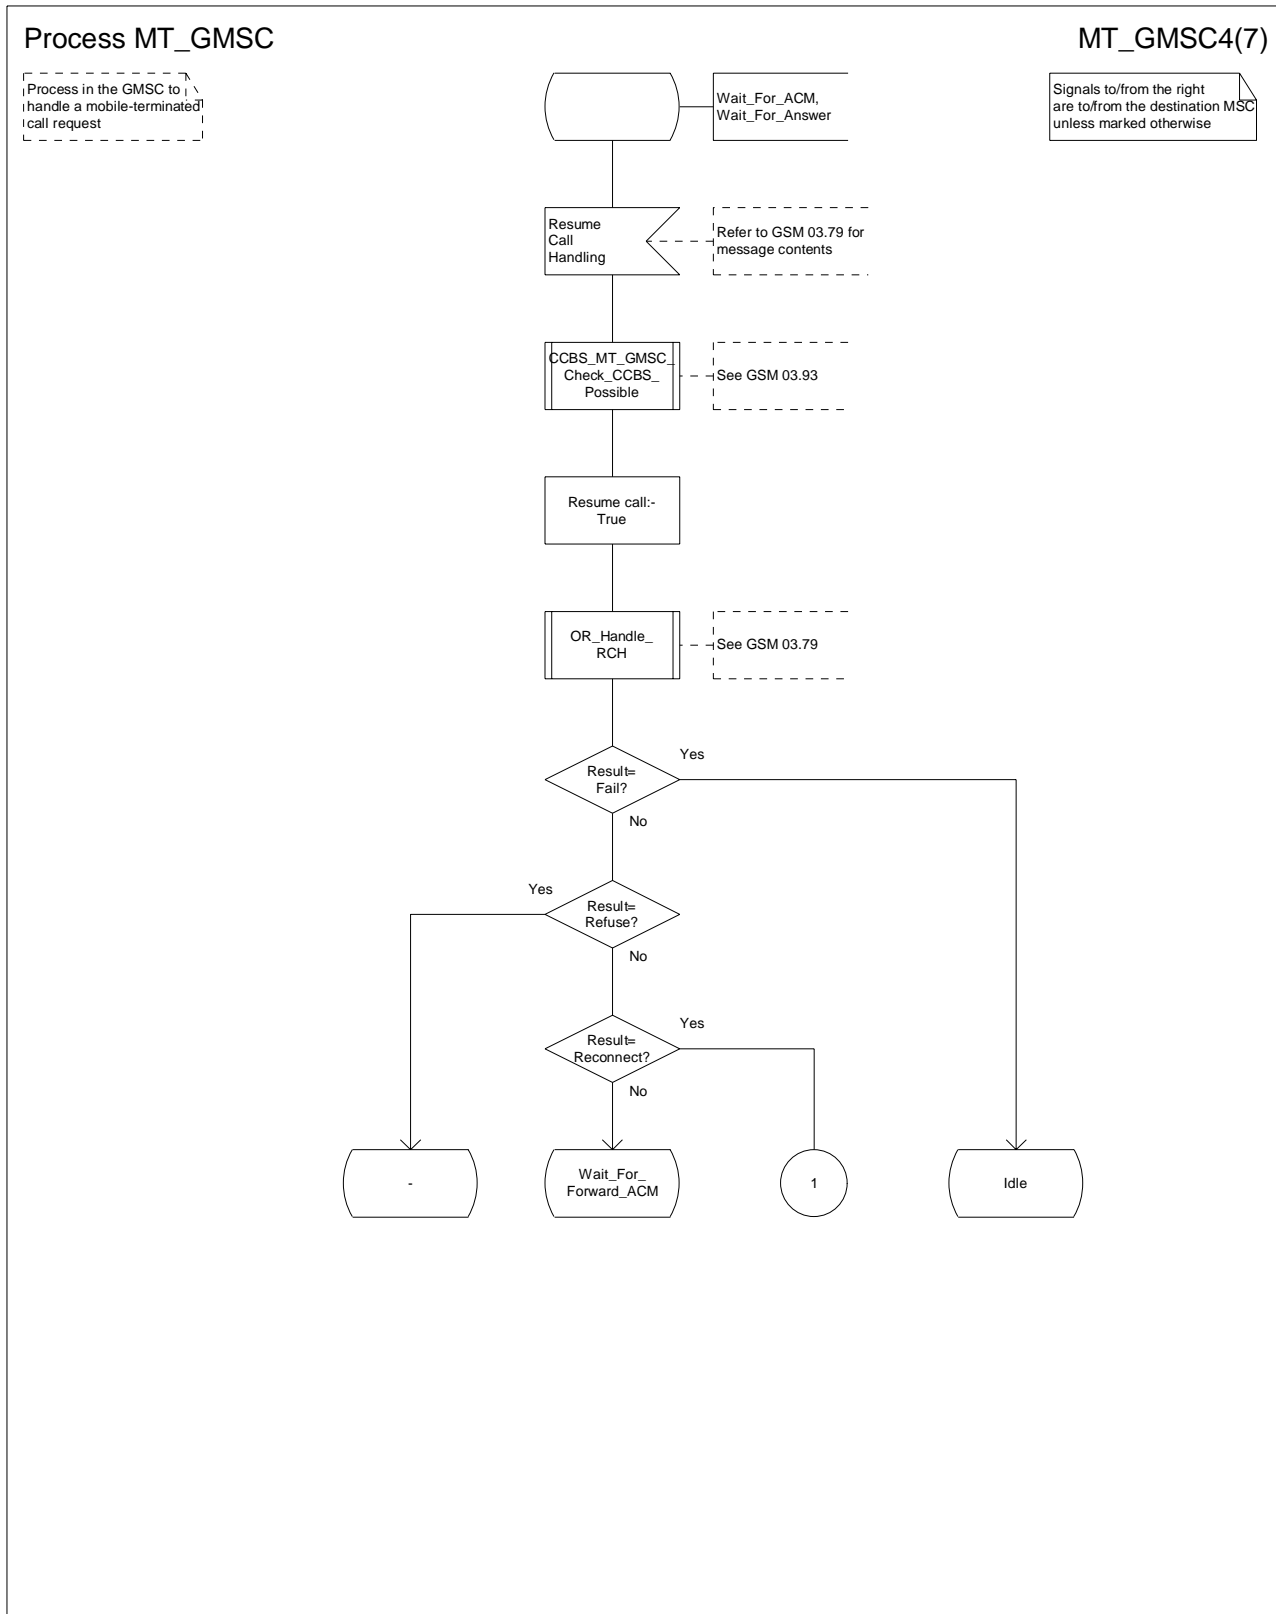 Process MT_GMSC
MT_GMSC4(7)
Process in the GMSC to
handle a mobile-terminated
call request
Wait_For_ACM,
Wait_For_Answer
Signals to/from the right
are to/from the destination MSC
unless marked otherwise
Resume
Call
Handling
Refer to GSM 03.79 for
message contents
CCBS_MT_GMSC_
Check_CCBS_
Possible
See GSM 03.93
Resume call:-
True
OR_Handle_
RCH
See GSM 03.79
Yes
Result=
Fail?
No
Yes
Result=
Refuse?
No
Yes
Result=
Reconnect?
No
-
Wait_For_
Forward_ACM
1
Idle